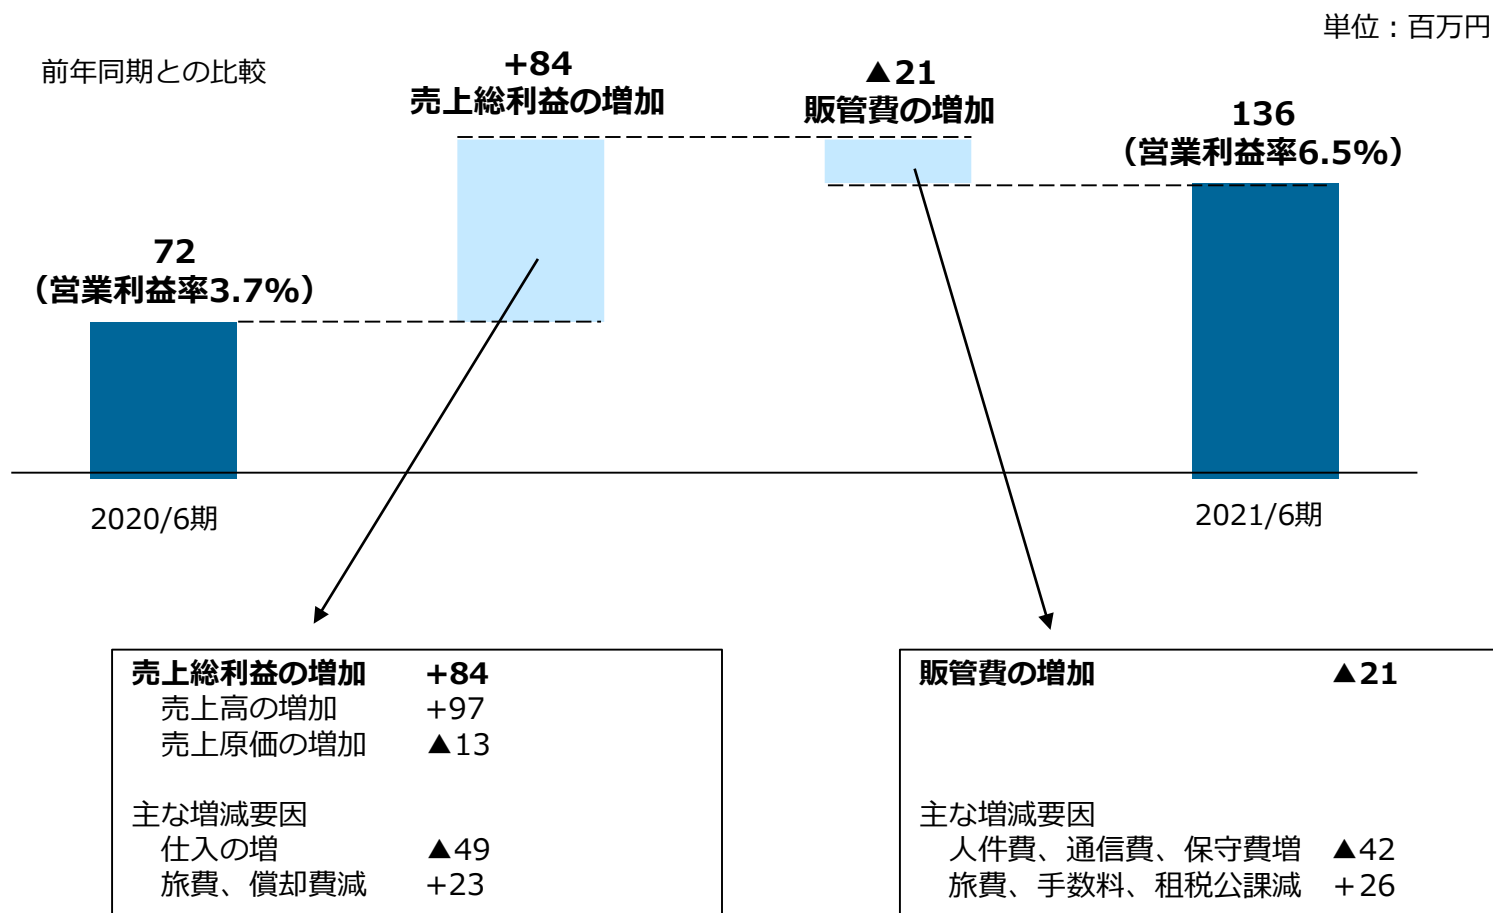 単位：百万円
前年同期との比較
+84
売上総利益の増加
▲21
販管費の増加
136
（営業利益率6.5%）
72
（営業利益率3.7%）
2020/6期
2021/6期
売上総利益の増加 +84
売上高の増加 +97
売上原価の増加 ▲13
主な増減要因
仕入の増 ▲49
旅費、償却費減 +23
販管費の増加 ▲21
主な増減要因
人件費、通信費、保守費増 ▲42
旅費、手数料、租税公課減 +26